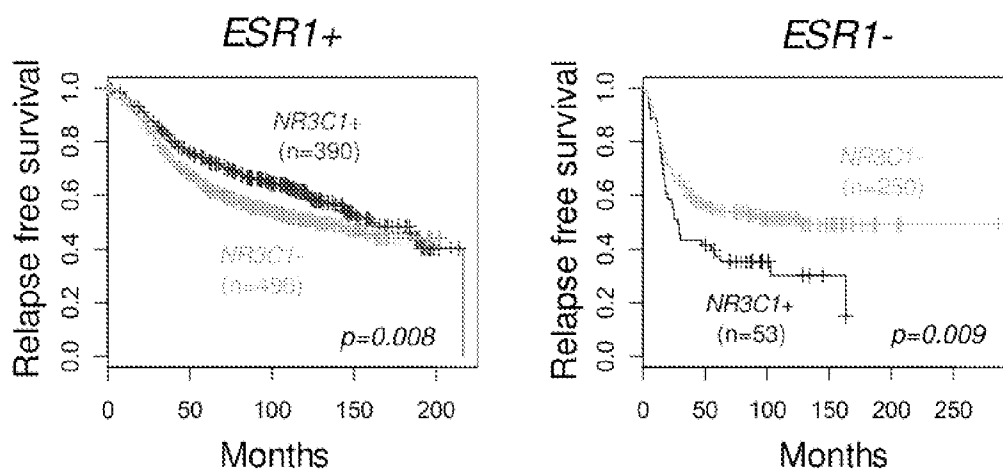 ESR1+
Relapse free survival
1.0
0.8
0.6
0.4
0.2
0.0
NR3C1+
(n=390)
NR3C1-
p=0.008
0 50 100 150 200
Months
ESR1-
Relapse free survival
1.0
0.8
0.6
0.4
0.2
0.0
NR3C1-
(n=250)
NR3C1+
(n=53)
p=0.009
0 50 100 150 200 250
Months